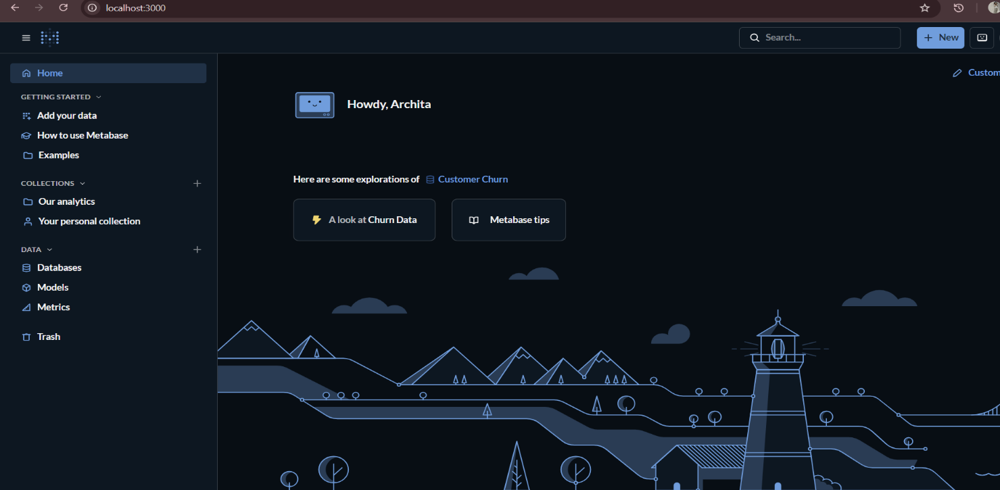 localhost:3000
Search...
New
Home
Custom
GETTING STARTED
Howdy, Archita
Add your data
How to use Metabase
Examples
Here are some explorations of Customer Churn
COLLECTIONS
Our analytics
A look at Churn Data
Metabase tips
Your personal collection
DATA
Databases
Models
Metrics
Trash